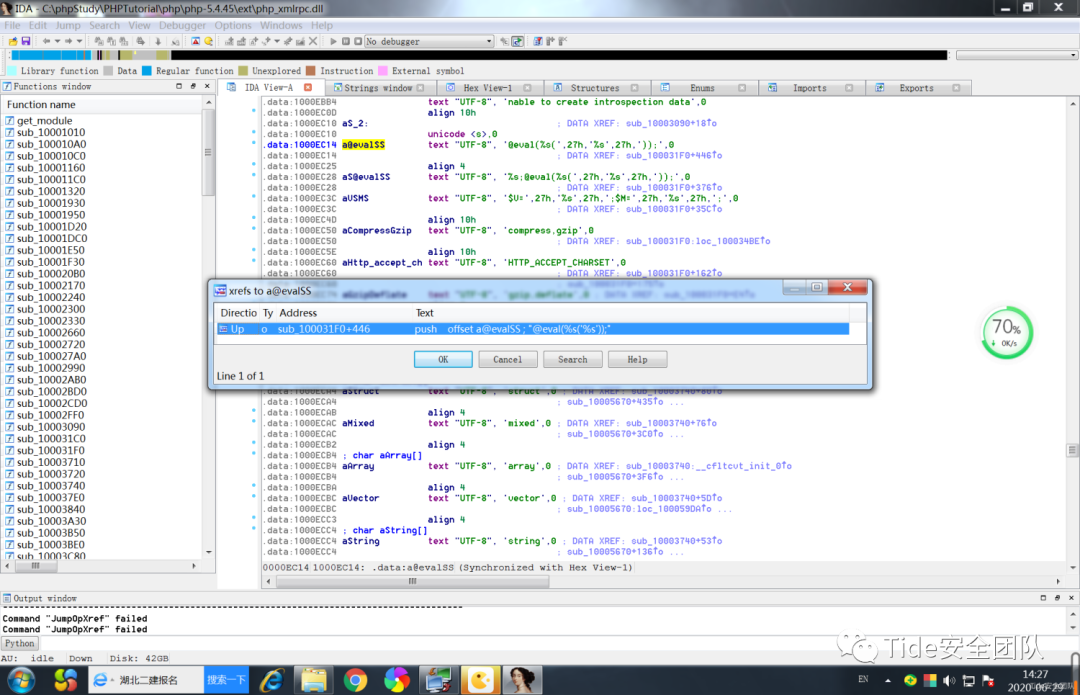 IDA - C:\phpStudy\PHPTutorial\php\php-5.4.45\ext\php_xmlrpc.dll
File Edit Jump Search View Debugger Options Windows Help
No debugger
Library function Data Regular function Unexplored Instruction External symbol
Functions window
IDA View-A Strings window Hex View-1 Structures Enums Imports Exports
Function name
get_module
sub_10001010
sub_100010A0
sub_100010C0
sub_10001160
sub_100011C0
sub_10001320
sub_10001930
sub_10001950
sub_10001D20
sub_10001DC0
sub_10001E50
sub_10001F30
sub_100020B0
sub_10002170
sub_10002240
sub_10002300
sub_10002330
sub_10002660
sub_10002720
sub_100027A0
sub_10002990
sub_10002AB0
sub_10002BD0
sub_10002CD0
sub_10002FF0
sub_10003090
sub_100031C0
sub_100031F0
sub_10003710
sub_10003720
sub_10003740
sub_100037E0
sub_10003840
sub_10003A30
sub_10003B50
sub_10003BE0
sub_10003C80
.data:1000EBB4 text "UTF-8", 'nable to create introspection data',0
.data:1000EC0D align 10h
.data:1000EC10 aS_2: ; DATA XREF: sub_10003090+18↑o
.data:1000EC10 unicode <s>,0
.data:1000EC14 a@evalSS text "UTF-8", '@eval(%s(',27h,'%s',27h,'));',0
.data:1000EC14 ; DATA XREF: sub_100031F0+446↑o
.data:1000EC25 align 4
.data:1000EC28 aS@evalSS text "UTF-8", '%s;@eval(%s(',27h,'%s',27h,'));',0
.data:1000EC28 ; DATA XREF: sub_100031F0+376↑o
.data:1000EC3C aVSMS text "UTF-8", '$V=',27h,'%s',27h,';$M=',27h,'%s',27h,';',0
.data:1000EC3C ; DATA XREF: sub_100031F0+35C↑o
.data:1000EC4D align 10h
.data:1000EC50 aCompressGzip text "UTF-8", 'compress,gzip',0
.data:1000EC50 ; DATA XREF: sub_100031F0:loc_100034BE↑o
.data:1000EC5E align 10h
.data:1000EC60 aHttp_accept_ch text "UTF-8", 'HTTP_ACCEPT_CHARSET',0
.data:1000EC60 ; DATA XREF: sub_100031F0+162↑o
xrefs to a@evalSS
Directio Ty Address Text
Up o sub_100031F0+446 push offset a@evalSS ; "@eval(%s('%s'));"
OK Cancel Search Help
Line 1 of 1
70%
0K/s
; sub_10005670+435↑o ...
.data:1000ECAB align 4
.data:1000ECAC aMixed text "UTF-8", 'mixed',0 ; DATA XREF: sub_10003740+76↑o
.data:1000ECAC ; sub_10005670+3C0↑o ...
.data:1000ECB2 align 4
.data:1000ECB4 ; char aArray[]
.data:1000ECB4 aArray text "UTF-8", 'array',0 ; DATA XREF: sub_10003740:__cfltcvt_init_0↑o
.data:1000ECB4 ; sub_10005670+3F6↑o ...
.data:1000ECBA align 4
.data:1000ECBC aVector text "UTF-8", 'vector',0 ; DATA XREF: sub_10003740+5D↑o
.data:1000ECBC ; sub_10005670:loc_100059DA↑o ...
.data:1000ECC3 align 4
.data:1000ECC4 ; char aString[]
.data:1000ECC4 aString text "UTF-8", 'string',0 ; DATA XREF: sub_10003740+53↑o
.data:1000ECC4 ; sub_10005670+136↑o ...
0000EC14 1000EC14: .data:a@evalSS (Synchronized with Hex View-1)
Output window
Command "JumpOpXref" failed
Command "JumpOpXref" failed
Python
AU: idle Down Disk: 42GB
Tide安全团队
湖北二建报名 搜索一下
EN 14:27
2020-06-29